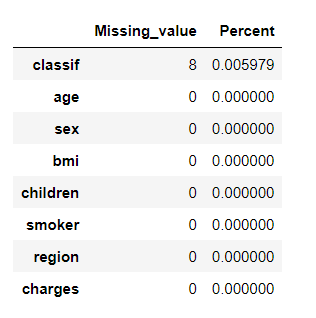 Missing_value Percent
classif 8 0.005979
age 0 0.000000
sex 0 0.000000
bmi 0 0.000000
children 0 0.000000
smoker 0 0.000000
region 0 0.000000
charges 0 0.000000